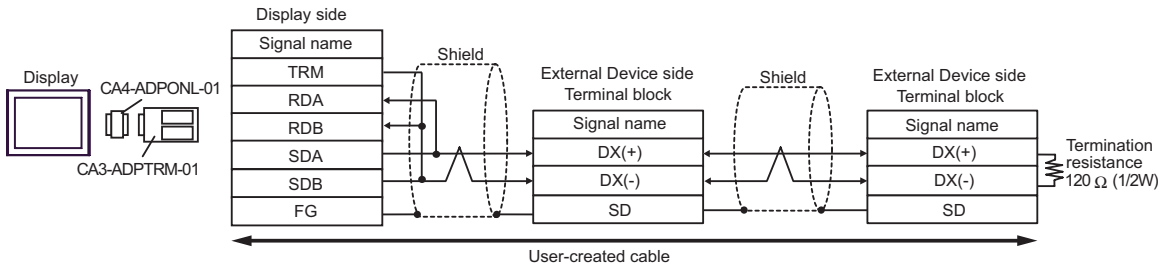 Display side
Signal name
TRM
RDA
RDB
SDA
SDB
FG
Display
CA4-ADPONL-01
CA3-ADPTRM-01
Shield
External Device side
Terminal block
Signal name
DX(+)
DX(-)
SD
Shield
External Device side
Terminal block
Signal name
DX(+)
DX(-)
SD
Termination
resistance
120 Ω (1/2W)
User-created cable